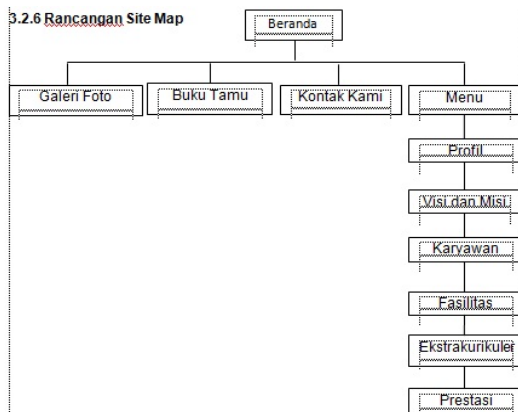 3.2.6 Rancangan Site Map
Beranda
Galeri Foto Buku Tamu Kontak Kami Menu
Profil
Visi dan Misi
Karyawan
Fasilitas
Ekstrakurikuler
Prestasi